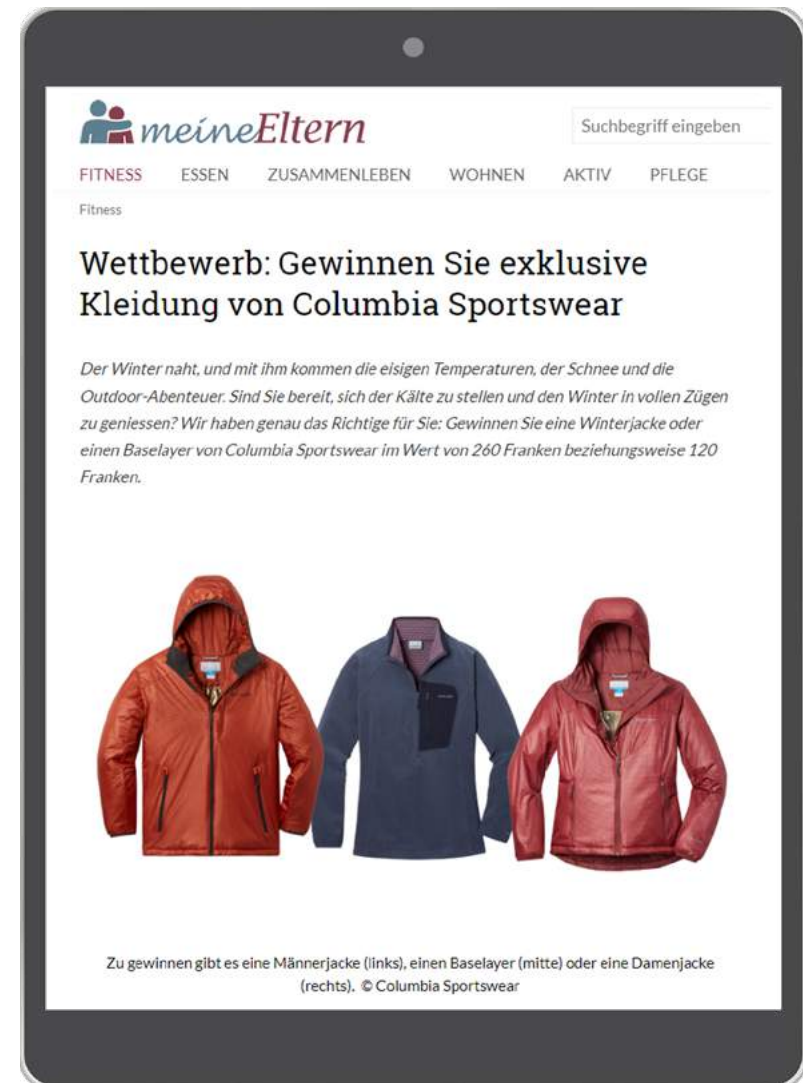 meineEltern
Suchbegriff eingeben
FITNESS ESSEN ZUSAMMENLEBEN WOHNEN AKTIV PFLEGE
Fitness
Wettbewerb: Gewinnen Sie exklusive
Kleidung von Columbia Sportswear
Der Winter naht, und mit ihm kommen die eisigen Temperaturen, der Schnee und die
Outdoor-Abenteuer. Sind Sie bereit, sich der Kälte zu stellen und den Winter in vollen Zügen
zu geniessen? Wir haben genau das Richtige für Sie: Gewinnen Sie eine Winterjacke oder
einen Baselayer von Columbia Sportswear im Wert von 260 Franken beziehungsweise 120
Franken.
Zu gewinnen gibt es eine Männerjacke (links), einen Baselayer (mitte) oder eine Damenjacke
(rechts). © Columbia Sportswear